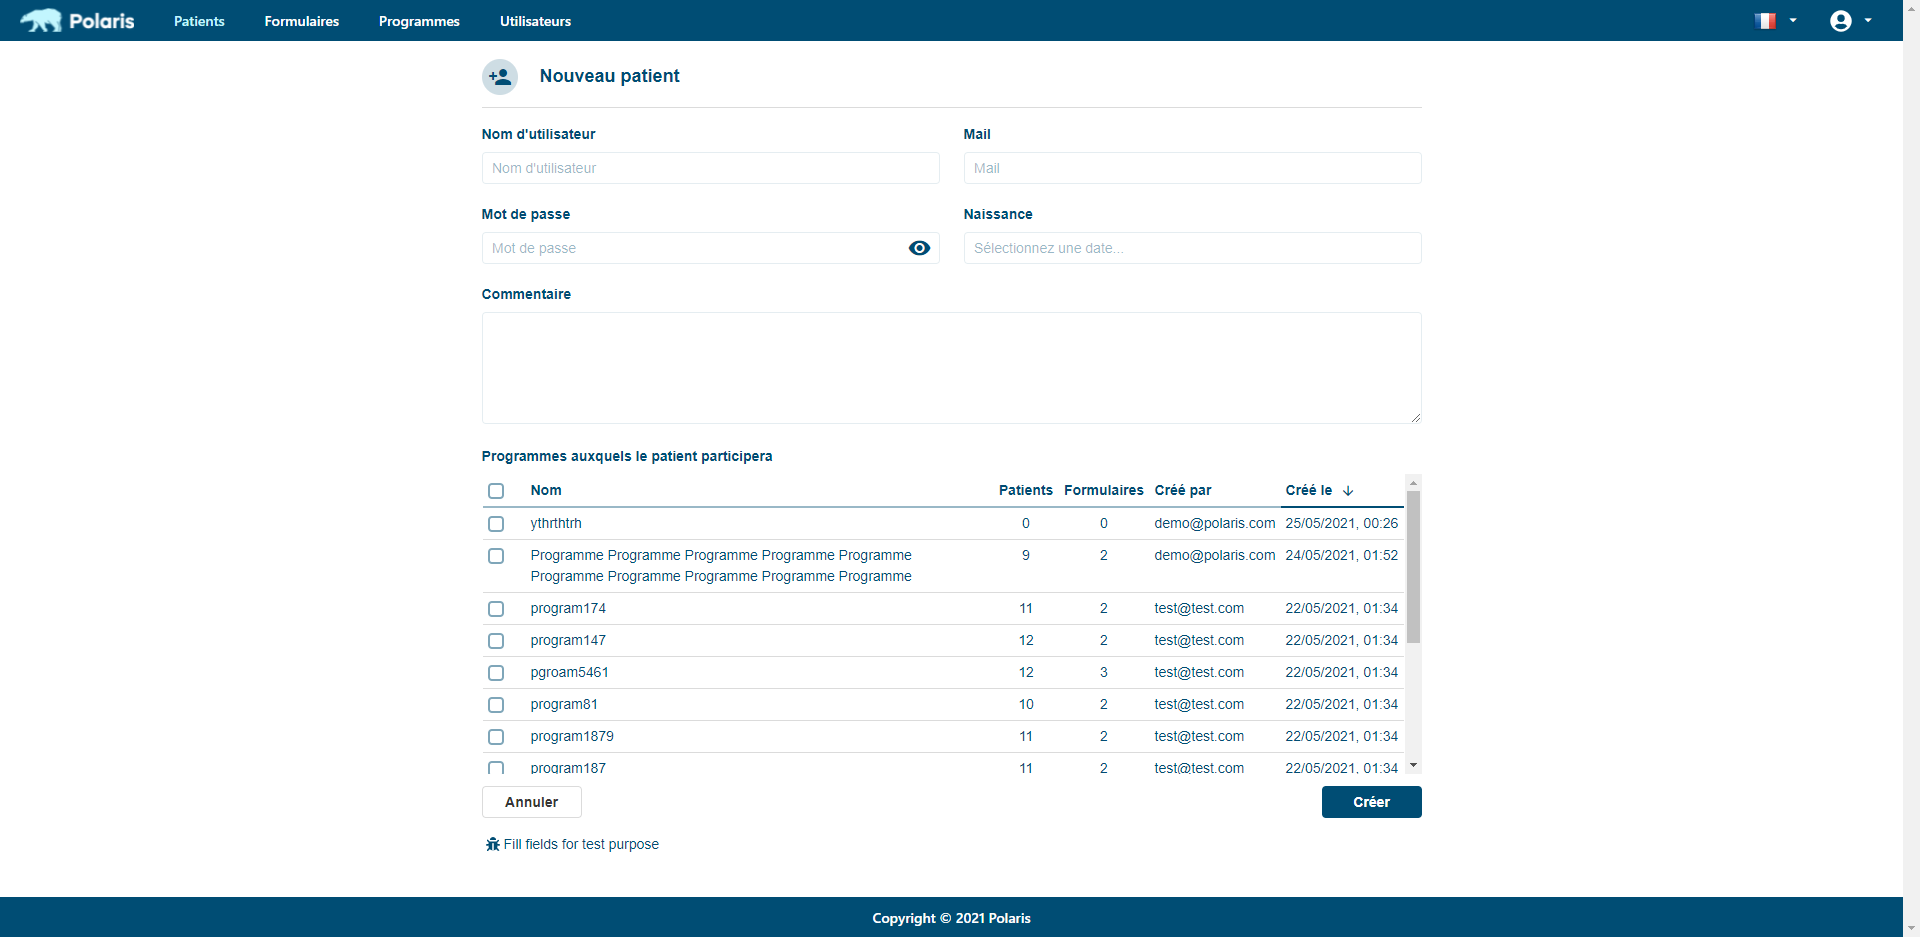 Polaris Patients Formulaires Programmes Utilisateurs
Nouveau patient
Nom d'utilisateur Mail
Nom d'utilisateur Mail
Mot de passe Naissance
Mot de passe Sélectionnez une date...
Commentaire
Programmes auxquels le patient participera
Nom Patients Formulaires Créé par Créé le
ythrthtrh 0 0 demo@polaris.com 25/05/2021, 00:26
Programme Programme Programme Programme Programme 9 2 demo@polaris.com 24/05/2021, 01:52
Programme Programme Programme Programme Programme
program174 11 2 test@test.com 22/05/2021, 01:34
program147 12 2 test@test.com 22/05/2021, 01:34
pgroam5461 12 3 test@test.com 22/05/2021, 01:34
program81 10 2 test@test.com 22/05/2021, 01:34
program1879 11 2 test@test.com 22/05/2021, 01:34
program187 11 2 test@test.com 22/05/2021, 01:34
Annuler Créer
Fill fields for test purpose
Copyright © 2021 Polaris